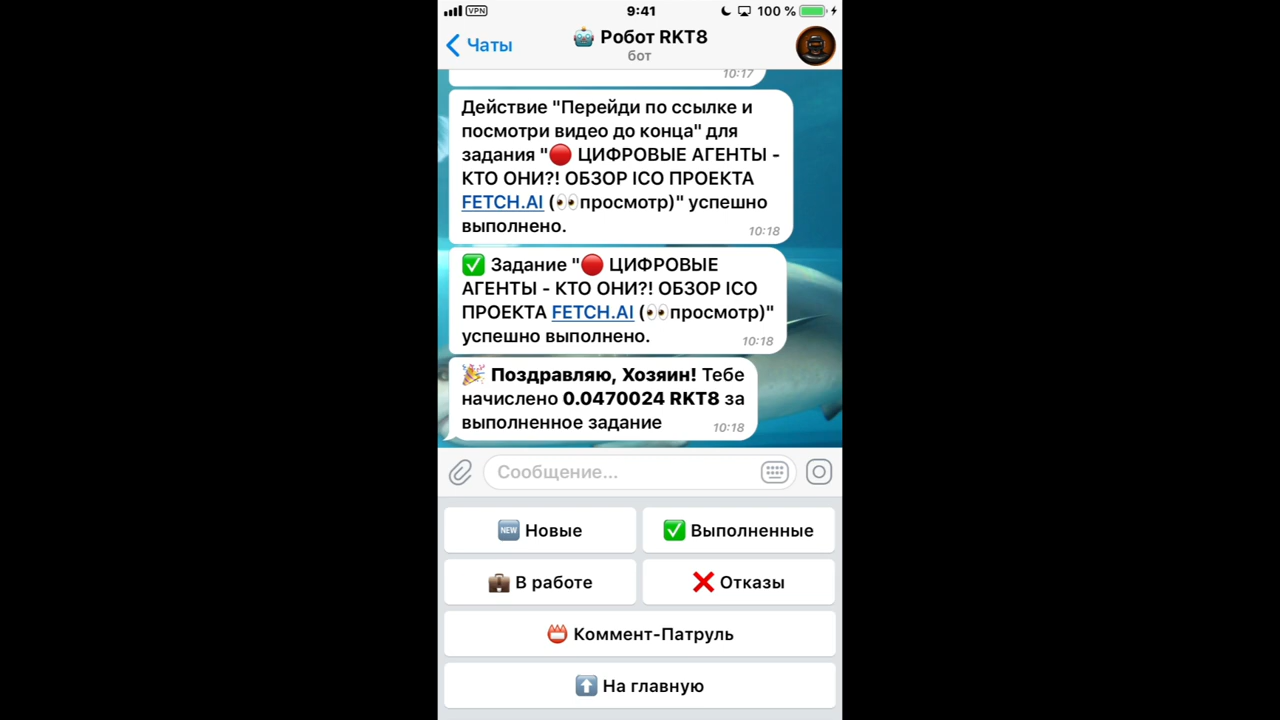 VPN 9:41 100 %
Чаты 🤖 Робот RKT8
бот
10:17
Действие "Перейди по ссылке и
посмотри видео до конца" для
задания "🔴 ЦИФРОВЫЕ АГЕНТЫ -
КТО ОНИ?! ОБЗОР ICO ПРОЕКТА
FETCH.AI (👀просмотр)" успешно
выполнено. 10:18
✅ Задание "🔴 ЦИФРОВЫЕ
АГЕНТЫ - КТО ОНИ?! ОБЗОР ICO
ПРОЕКТА FETCH.AI (👀просмотр)"
успешно выполнено. 10:18
🎉 Поздравляю, Хозяин! Тебе
начислено 0.0470024 RKT8 за
выполненное задание 10:18
Сообщение...
🆕 Новые
✅ Выполненные
💼 В работе
❌ Отказы
📛 Коммент-Патруль
⬆️ На главную